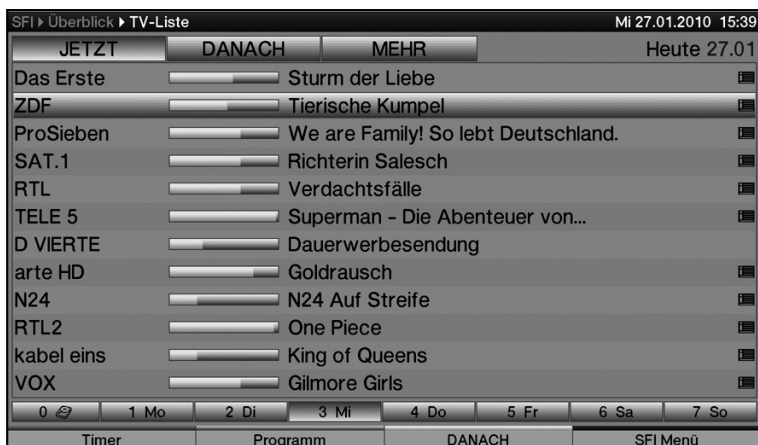 SFI Überblick TV-Liste Mi 27.01.2010 15:39
JETZT DANACH MEHR Heute 27.01
Das Erste Sturm der Liebe
ZDF Tierische Kumpel
ProSieben We are Family! So lebt Deutschland.
SAT.1 Richterin Salesch
RTL Verdachtsfälle
TELE 5 Superman - Die Abenteuer von...
D VIERTE Dauerwerbesendung
arte HD Goldrausch
N24 N24 Auf Streife
RTL2 One Piece
kabel eins King of Queens
VOX Gilmore Girls
0 1 Mo 2 Di 3 Mi 4 Do 5 Fr 6 Sa 7 So
Timer Programm DANACH SFI Menü